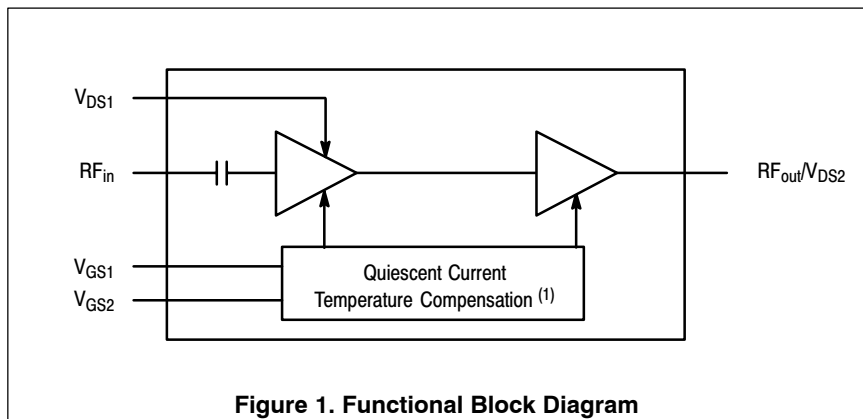 V_DS1
RF_in
RF_out/V_DS2
V_GS1
V_GS2
Quiescent Current
Temperature Compensation (1)
Figure 1. Functional Block Diagram